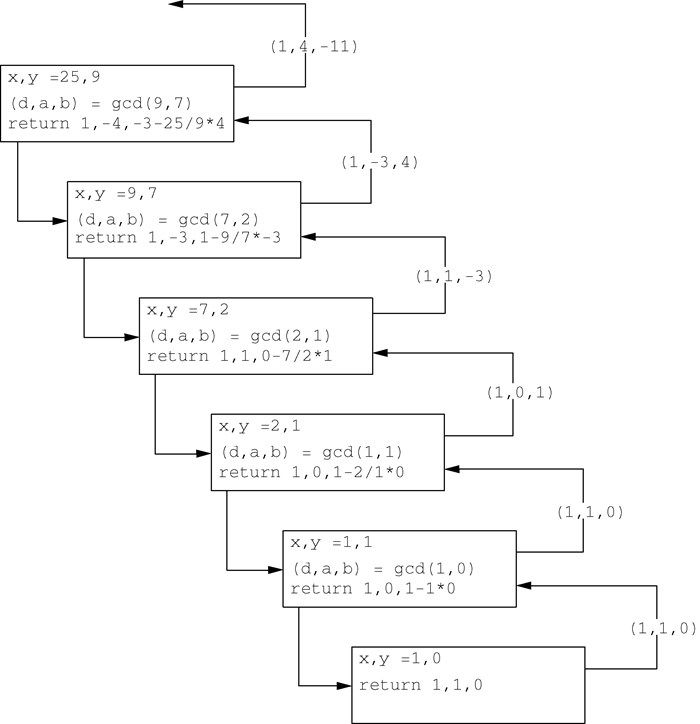 (1,4,-11)
x,y =25,9
(d,a,b) = gcd(9,7)
return 1,-4,-3-25/9*4
(1,-3,4)
x,y =9,7
(d,a,b) = gcd(7,2)
return 1,-3,1-9/7*-3
(1,1,-3)
x,y =7,2
(d,a,b) = gcd(2,1)
return 1,1,0-7/2*1
(1,0,1)
x,y =2,1
(d,a,b) = gcd(1,1)
return 1,0,1-2/1*0
(1,1,0)
x,y =1,1
(d,a,b) = gcd(1,0)
return 1,0,1-1*0
(1,1,0)
x,y =1,0
return 1,1,0